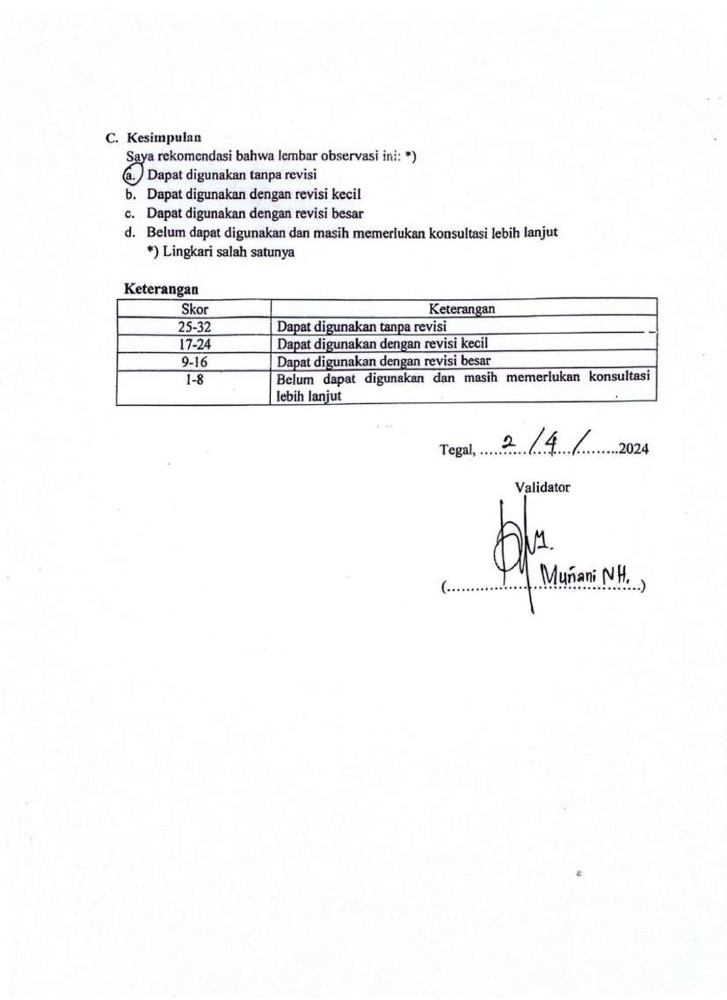 C. Kesimpulan
Saya rekomendasi bahwa lembar observasi ini: *)
a. Dapat digunakan tanpa revisi
b. Dapat digunakan dengan revisi kecil
c. Dapat digunakan dengan revisi besar
d. Belum dapat digunakan dan masih memerlukan konsultasi lebih lanjut
*) Lingkari salah satunya
Keterangan
Skor Keterangan
25-32 Dapat digunakan tanpa revisi
17-24 Dapat digunakan dengan revisi kecil
9-16 Dapat digunakan dengan revisi besar
1-8 Belum dapat digunakan dan masih memerlukan konsultasi
lebih lanjut
Tegal, 2 / 4 / 2024
Validator
(.......... NH. )